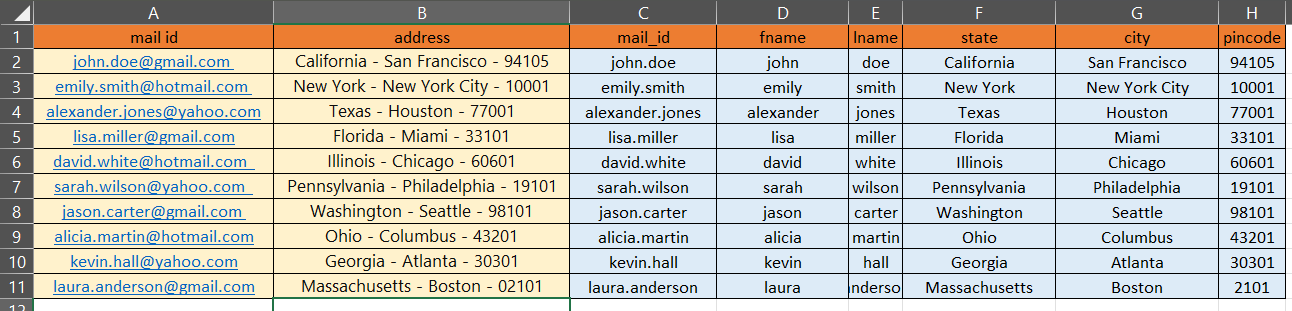 A B C D E F G H
1 mail id address mail_id fname lname state city pincode
2 john.doe@gmail.com California - San Francisco - 94105 john.doe john doe California San Francisco 94105
3 emily.smith@hotmail.com New York - New York City - 10001 emily.smith emily smith New York New York City 10001
4 alexander.jones@yahoo.com Texas - Houston - 77001 alexander.jones alexander jones Texas Houston 77001
5 lisa.miller@gmail.com Florida - Miami - 33101 lisa.miller lisa miller Florida Miami 33101
6 david.white@hotmail.com Illinois - Chicago - 60601 david.white david white Illinois Chicago 60601
7 sarah.wilson@yahoo.com Pennsylvania - Philadelphia - 19101 sarah.wilson sarah wilson Pennsylvania Philadelphia 19101
8 jason.carter@gmail.com Washington - Seattle - 98101 jason.carter jason carter Washington Seattle 98101
9 alicia.martin@hotmail.com Ohio - Columbus - 43201 alicia.martin alicia martin Ohio Columbus 43201
10 kevin.hall@yahoo.com Georgia - Atlanta - 30301 kevin.hall kevin hall Georgia Atlanta 30301
11 laura.anderson@gmail.com Massachusetts - Boston - 02101 laura.anderson laura anderso Massachusetts Boston 2101